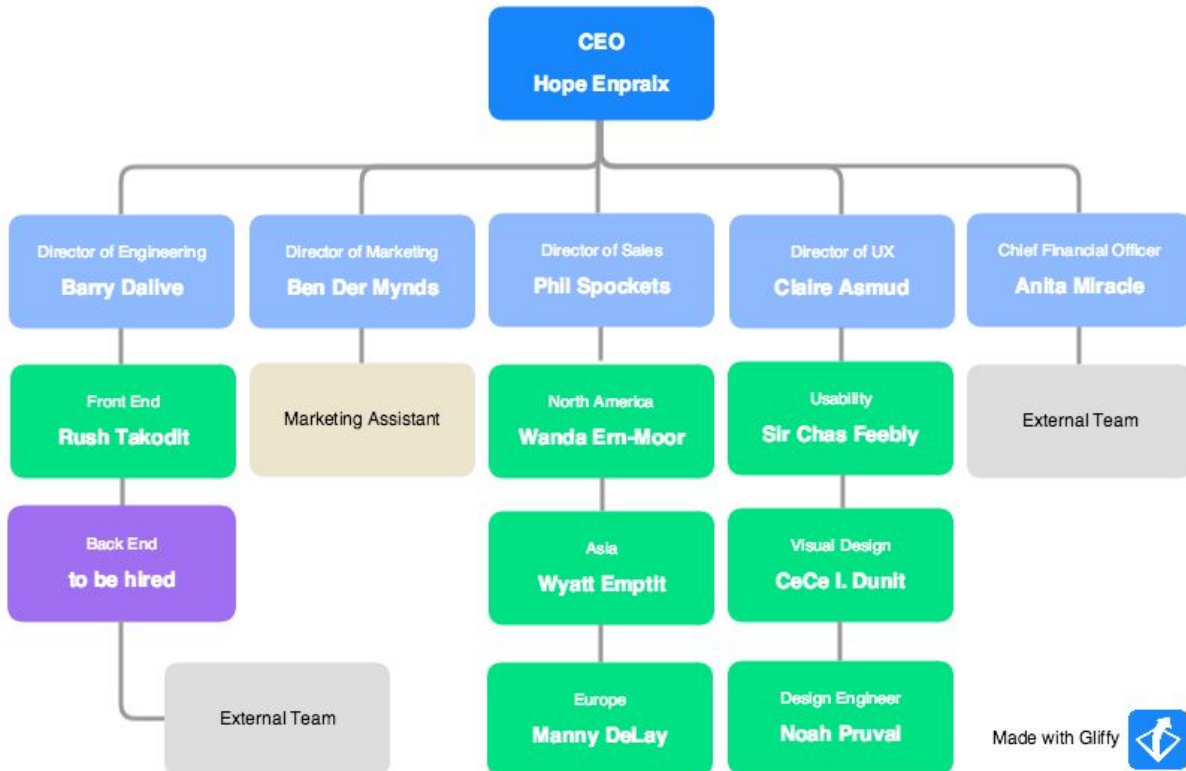 CEO
Hope Enpraix
Director of Engineering
Barry Dalive
Director of Marketing
Ben Der Mynds
Director of Sales
Phil Spockets
Director of UX
Claire Asmud
Chief Financial Officer
Anita Miracle
Front End
Rush Takodit
Marketing Assistant
North America
Wanda Ern-Moor
Usability
Sir Chas Feebly
External Team
Back End
to be hired
Asia
Wyatt Emptit
Visual Design
CeCe I. Dunit
External Team
Europe
Manny DeLay
Design Engineer
Noah Pruval
Made with Gliffy